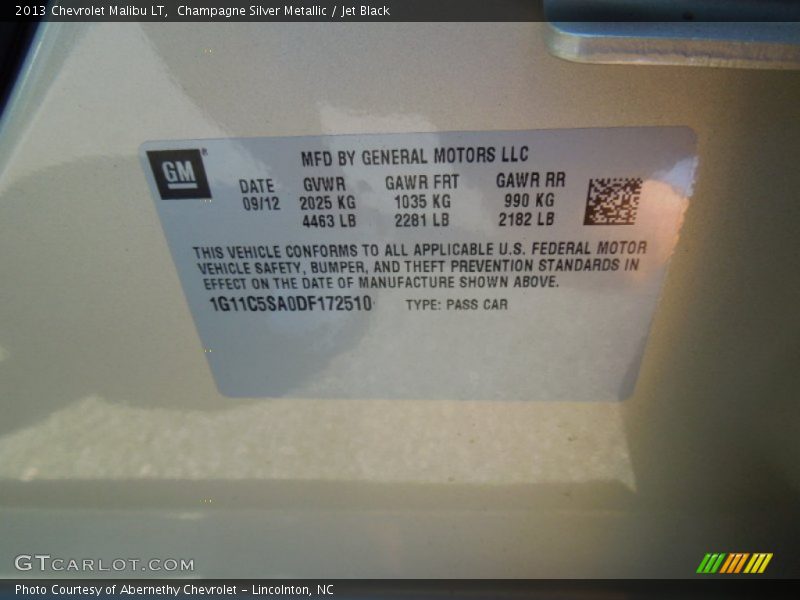 2013 Chevrolet Malibu LT,  Champagne Silver Metallic / Jet Black
GM®
MFD BY GENERAL MOTORS LLC
DATE GVWR GAWR FRT GAWR RR
09/12 2025 KG 1035 KG 990 KG
4463 LB 2281 LB 2182 LB
THIS VEHICLE CONFORMS TO ALL APPLICABLE U.S. FEDERAL MOTOR
VEHICLE SAFETY, BUMPER, AND THEFT PREVENTION STANDARDS IN
EFFECT ON THE DATE OF MANUFACTURE SHOWN ABOVE.
1G11C5SA0DF172510 TYPE: PASS CAR
GTCARLOT.COM
Photo Courtesy of Abernethy Chevrolet - Lincolnton, NC